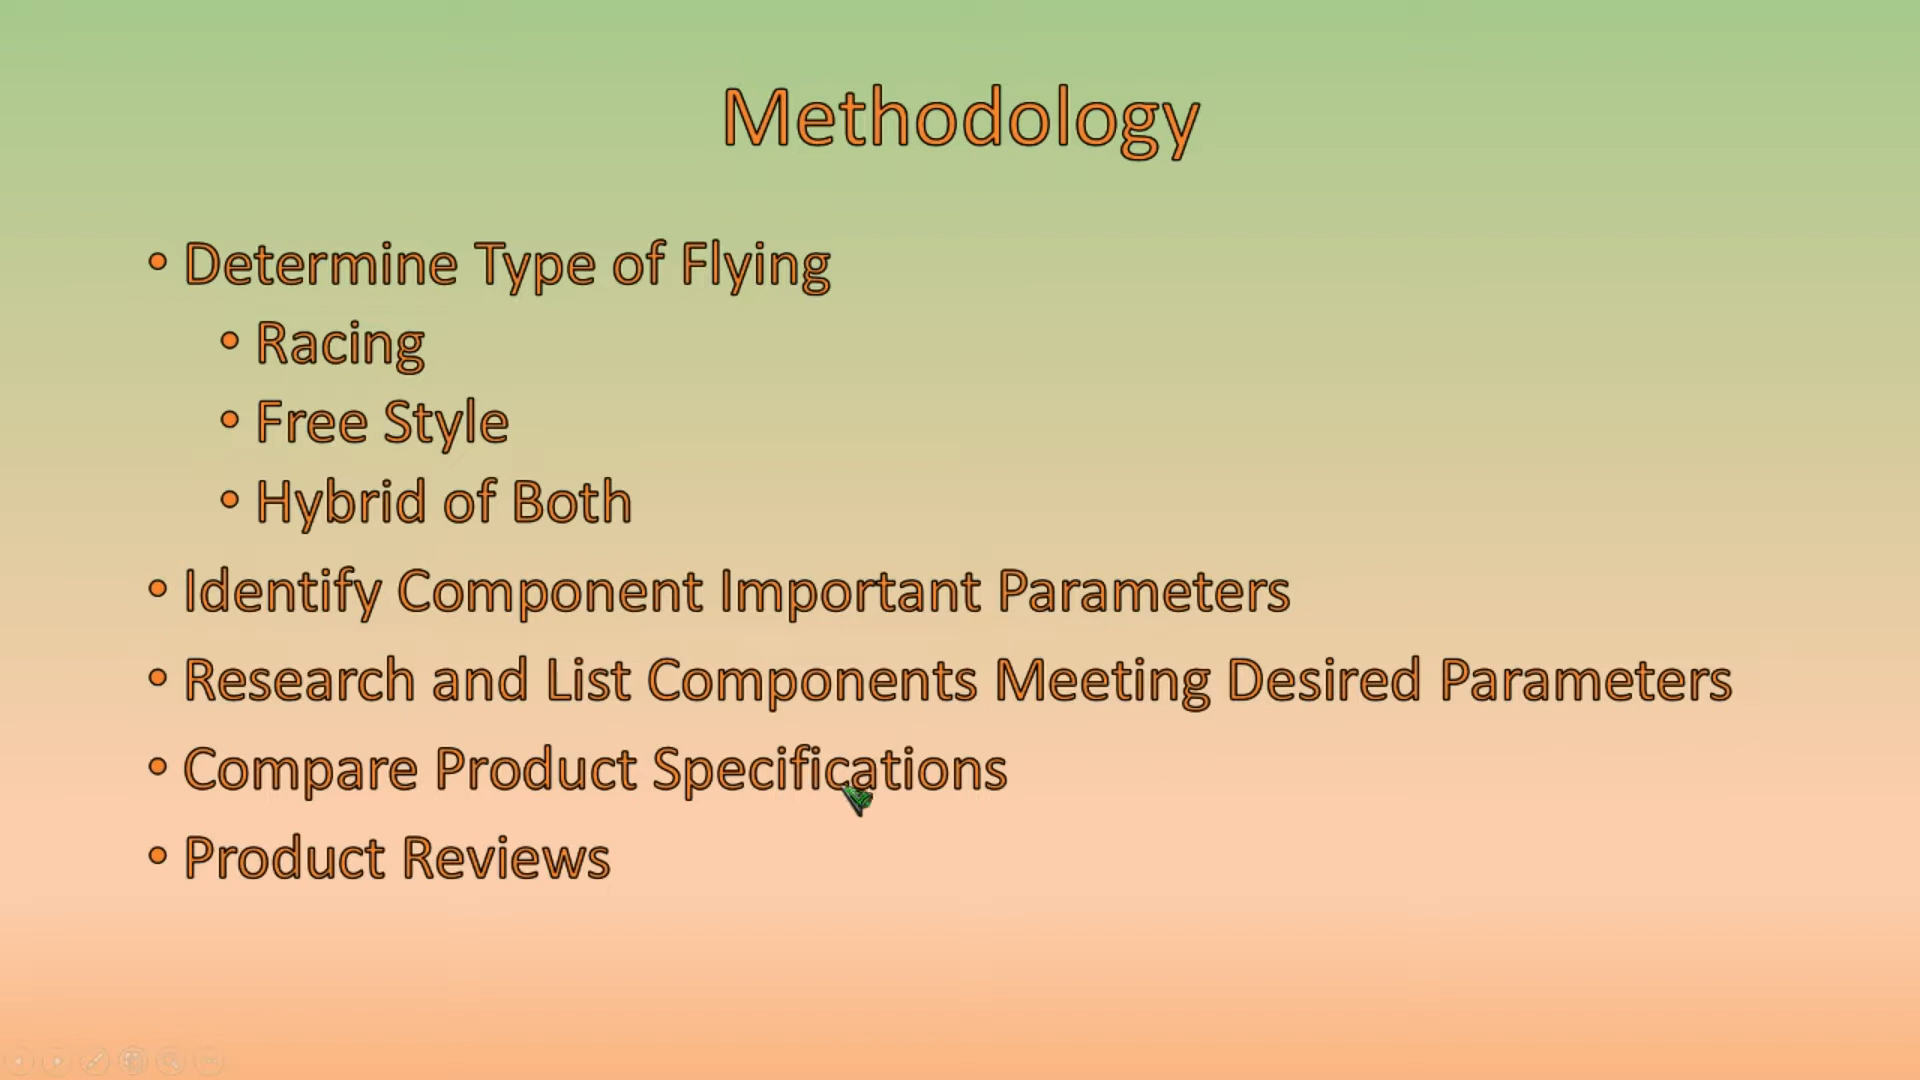 Methodology
• Determine Type of Flying
• Racing
• Free Style
• Hybrid of Both
• Identify Component Important Parameters
• Research and List Components Meeting Desired Parameters
• Compare Product Specifications
• Product Reviews